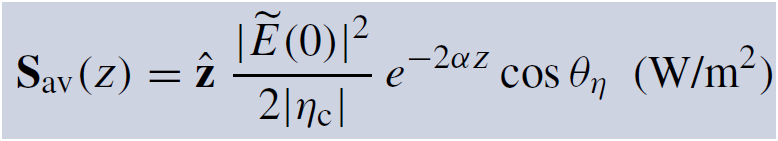 S_av(z) = ẑ |Ẽ(0)|² / 2|η_c| e^{−2αz} cos θ_η (W/m²)